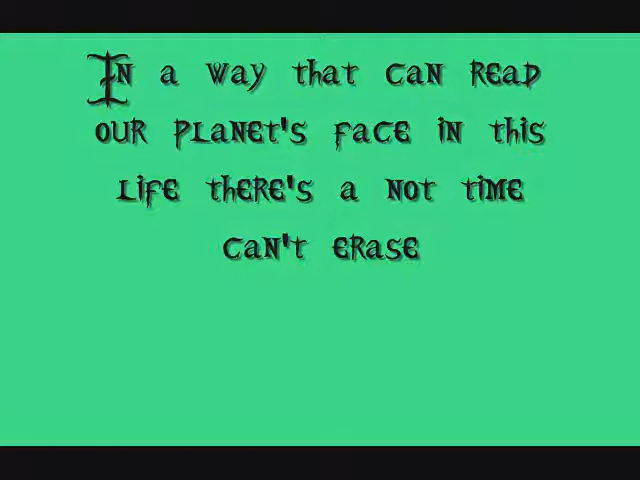 In a way that can read
our planet's face in this
life there's a not time
can't erase